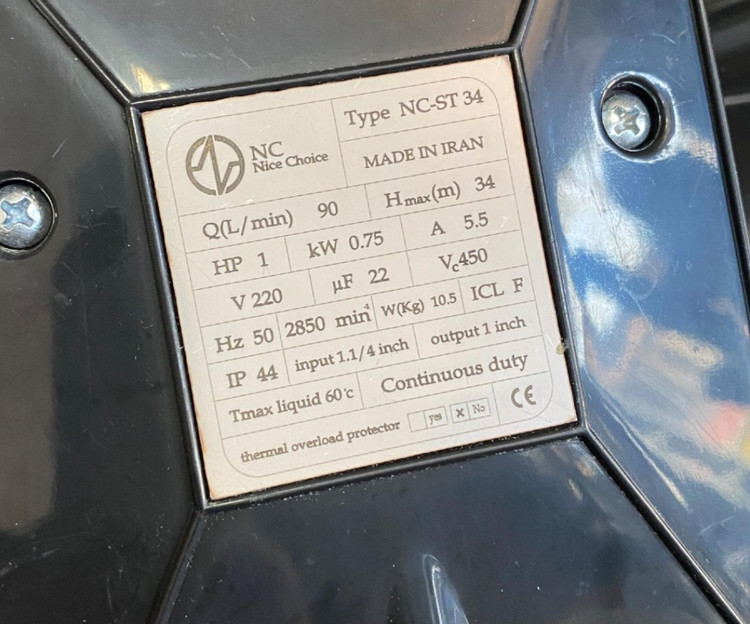 NC
Nice Choice
Type NC-ST 34
MADE IN IRAN
Q(L/min) 90 Hmax(m) 34
HP 1 kW 0.75 A 5.5
V 220 µF 22 Vc450
Hz 50 2850 min⁻¹ W(Kg) 10.5 ICL F
IP 44 input 1.1/4 inch output 1 inch
Tmax liquid 60°c Continuous duty
thermal overload protector yes X No CE